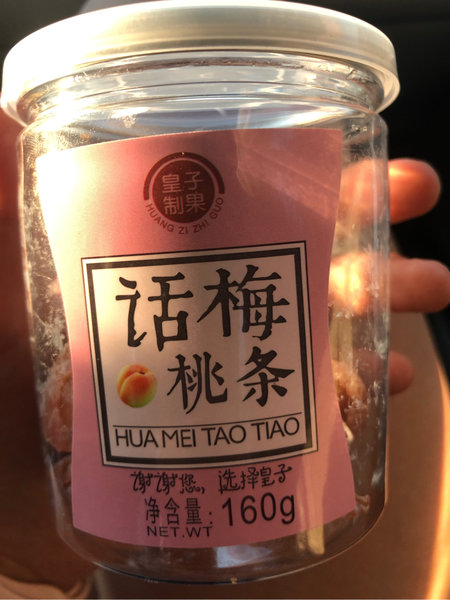 皇子
制果
HUANG ZI ZHI GUO
话梅
桃条
HUA MEI TAO TIAO
谢谢您，选择皇子
净含量：160g
NET.WT